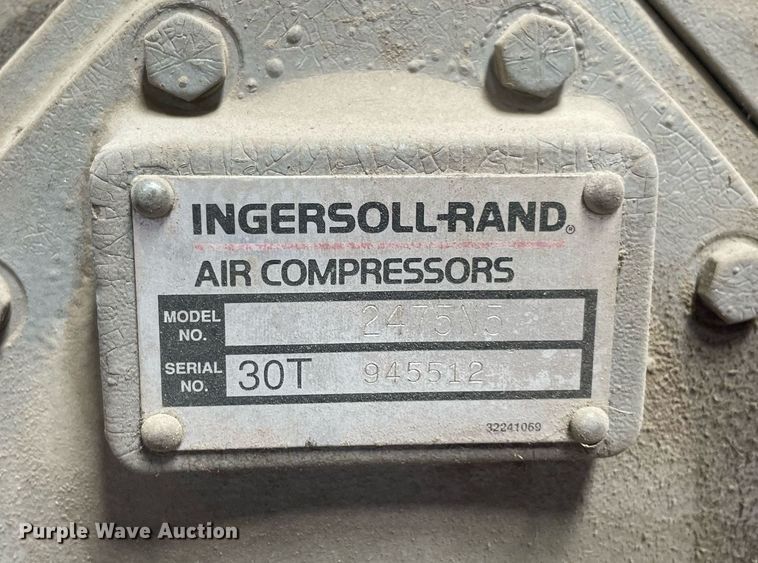 INGERSOLL-RAND®
AIR COMPRESSORS
MODEL NO. 2475N5
SERIAL NO. 30T 945512
32241069
Purple Wave Auction